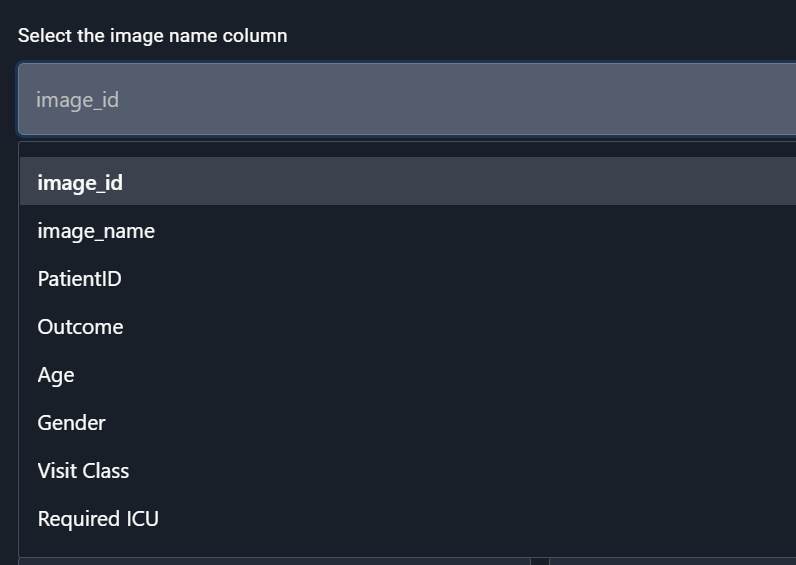 Select the image name column
image_id
image_id
image_name
PatientID
Outcome
Age
Gender
Visit Class
Required ICU